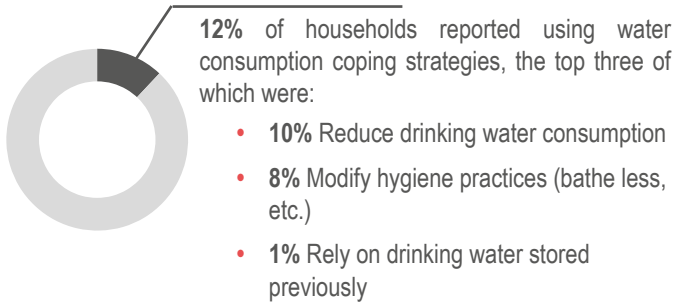 12% of households reported using water
consumption coping strategies, the top three of
which were:
• 10% Reduce drinking water consumption
• 8% Modify hygiene practices (bathe less,
etc.)
• 1% Rely on drinking water stored
previously